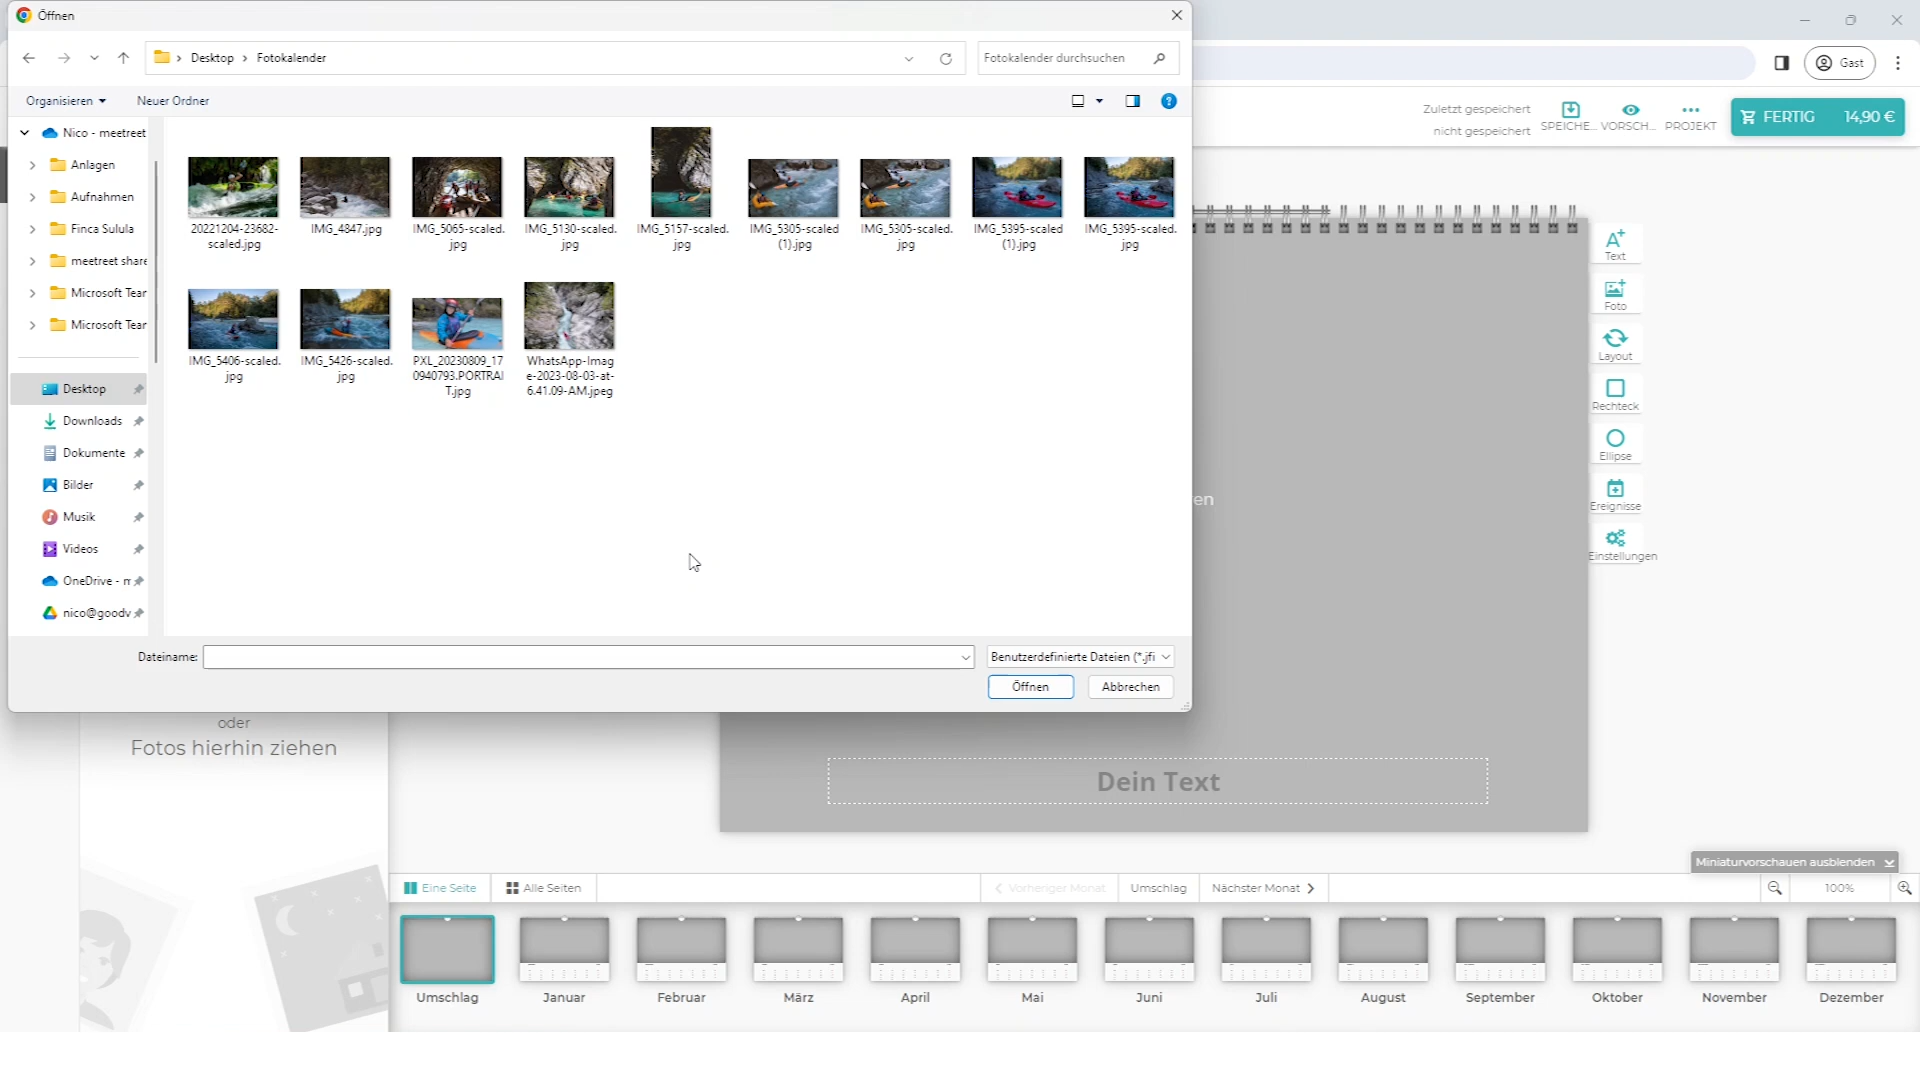 Öffnen
Desktop
Fotokalender
Fotokalender durchsuchen
Gast
Organisieren
Neuer Ordner
?
Zuletzt gespeichert
nicht gespeichert
SPEICHE...
VORSCH...
PROJEKT
FERTIG
14,90 €
Nico - meetreet
Anlagen
Aufnahmen
Finca Sulula
meetreet share
Microsoft Tear
Microsoft Tear
Desktop
Downloads
Dokumente
Bilder
Musik
Videos
OneDrive - n
nico@goodv
20221204-23682-
scaled.jpg
IMG_4847.jpg
IMG_5065-scaled.
jpg
IMG_5130-scaled.
jpg
IMG_5157-scaled.
jpg
IMG_5305-scaled
(1).jpg
IMG_5305-scaled.
jpg
IMG_5395-scaled
(1).jpg
IMG_5395-scaled.
jpg
IMG_5406-scaled.
jpg
IMG_5426-scaled.
jpg
PXL_20230809_17
0940793.PORTRAI
T.jpg
WhatsApp-Imag
e-2023-08-03-at-
6.41.09-AM.jpeg
Dateiname:
Benutzerdefinierte Dateien (*.jfi
Öffnen
Abbrechen
en
Text
Foto
Layout
Rechteck
Ellipse
Ereignisse
Einstellungen
oder
Fotos hierhin ziehen
Dein Text
Miniaturvorschauen ausblenden
Eine Seite
Alle Seiten
Vorheriger Monat
Umschlag
Nächster Monat
100%
Umschlag
Januar
Februar
März
April
Mai
Juni
Juli
August
September
Oktober
November
Dezember